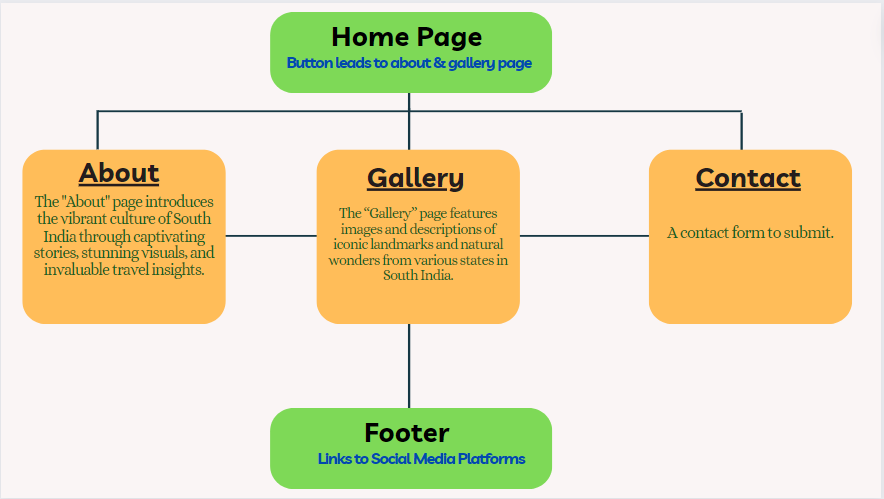 Home Page
Button leads to about & gallery page
About
The "About" page introduces
the vibrant culture of South
India through captivating
stories, stunning visuals, and
invaluable travel insights.
Gallery
The “Gallery” page features
images and descriptions of
iconic landmarks and natural
wonders from various states in
South India.
Contact
A contact form to submit.
Footer
Links to Social Media Platforms